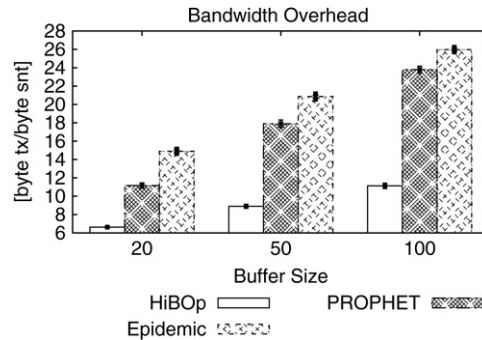 Bandwidth Overhead
[byte tx/byte snt]
28
26
24
22
20
18
16
14
12
10
8
6
20 50 100
Buffer Size
HiBOp PROPHET
Epidemic